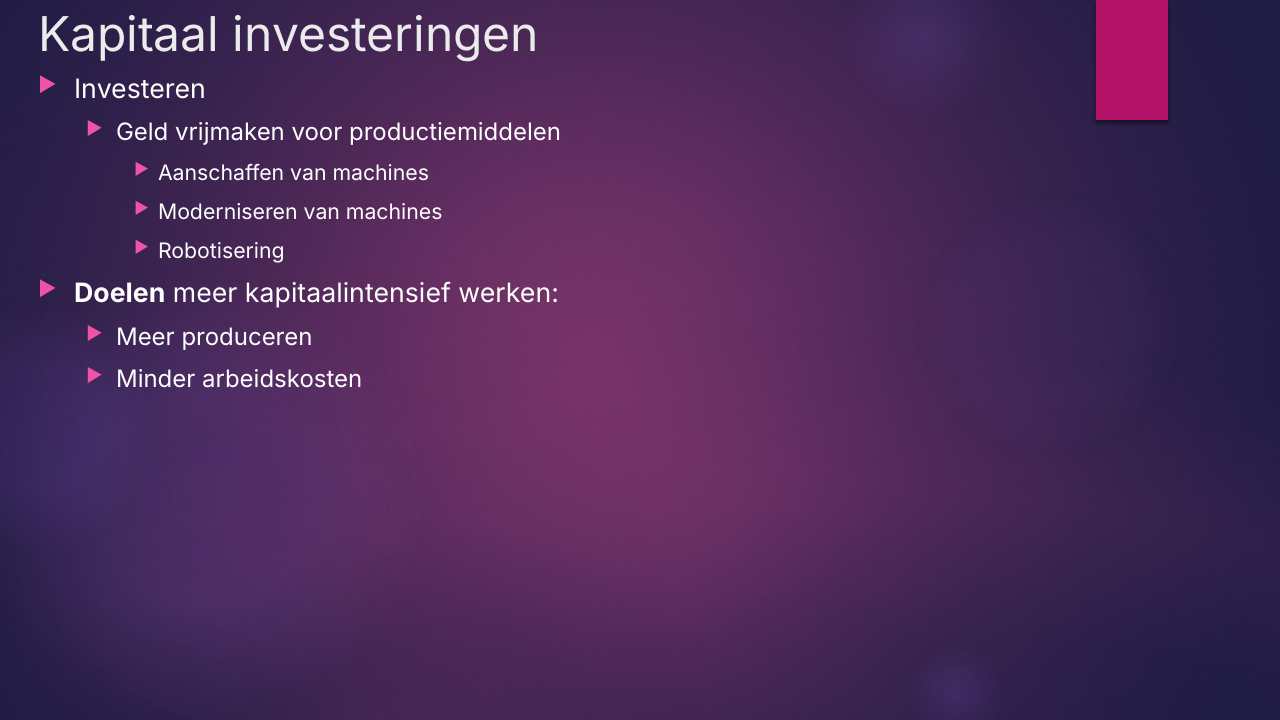 Kapitaal investeringen
Investeren
Geld vrijmaken voor productiemiddelen
Aanschaffen van machines
Moderniseren van machines
Robotisering
Doelen meer kapitaalintensief werken:
Meer produceren
Minder arbeidskosten